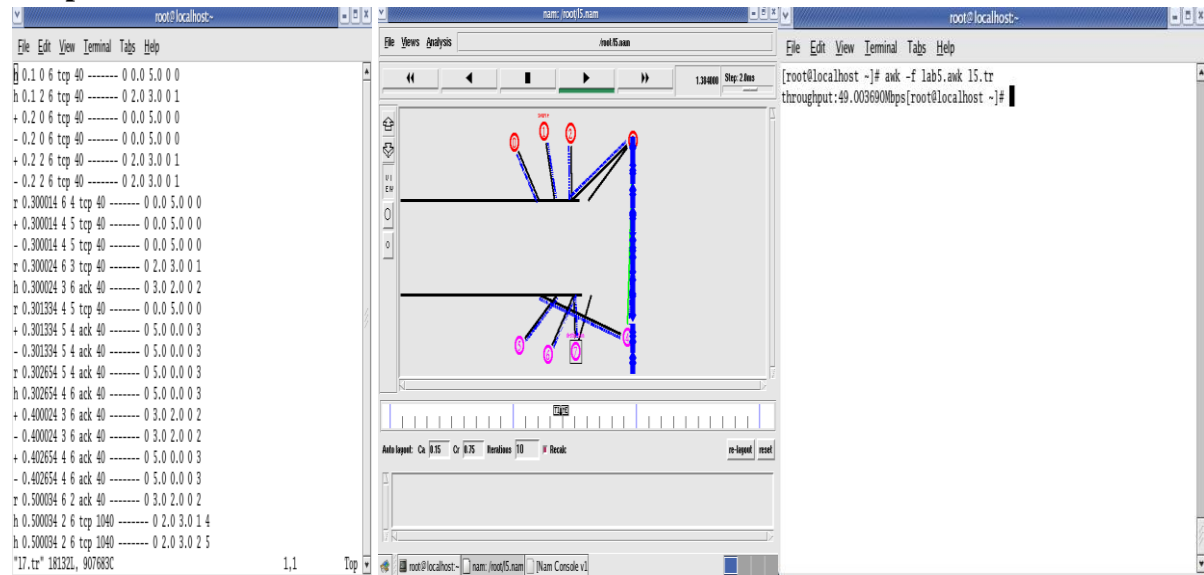 root@localhost:~
File Edit View Terminal Tabs Help
h 0.1 0 6 tcp 40 ------- 0 0.0 5.0 0 0
h 0.1 2 6 tcp 40 ------- 0 2.0 3.0 0 1
+ 0.2 0 6 tcp 40 ------- 0 0.0 5.0 0 0
- 0.2 0 6 tcp 40 ------- 0 0.0 5.0 0 0
+ 0.2 2 6 tcp 40 ------- 0 2.0 3.0 0 1
- 0.2 2 6 tcp 40 ------- 0 2.0 3.0 0 1
r 0.300014 6 4 tcp 40 ------- 0 0.0 5.0 0 0
+ 0.300014 4 5 tcp 40 ------- 0 0.0 5.0 0 0
- 0.300014 4 5 tcp 40 ------- 0 0.0 5.0 0 0
r 0.300024 6 3 tcp 40 ------- 0 2.0 3.0 0 1
h 0.300024 3 6 ack 40 ------- 0 3.0 2.0 0 2
r 0.301334 4 5 tcp 40 ------- 0 0.0 5.0 0 0
+ 0.301334 5 4 ack 40 ------- 0 5.0 0.0 0 3
- 0.301334 5 4 ack 40 ------- 0 5.0 0.0 0 3
r 0.302654 5 4 ack 40 ------- 0 5.0 0.0 0 3
h 0.302654 4 6 ack 40 ------- 0 5.0 0.0 0 3
+ 0.400024 3 6 ack 40 ------- 0 3.0 2.0 0 2
- 0.400024 3 6 ack 40 ------- 0 3.0 2.0 0 2
+ 0.402654 4 6 ack 40 ------- 0 5.0 0.0 0 3
- 0.402654 4 6 ack 40 ------- 0 5.0 0.0 0 3
r 0.500034 6 2 ack 40 ------- 0 3.0 2.0 0 2
h 0.500034 2 6 tcp 1040 ------- 0 2.0 3.0 1 4
h 0.500034 2 6 tcp 1040 ------- 0 2.0 3.0 2 5
"17.tr" 18132L, 907683C 1,1 Top
nam: /root/l5.nam
File Views Analysis /root/l5.nam
1.384000 Step: 2.0ms
0 1 2
5 6 7
Auto layout: Ca 0.15 Cr 0.75 Iterations 10 Recalc re-layout reset
root@localhost:~ nam: /root/l5.nam [Nam Console v1
root@localhost:~
File Edit View Terminal Tabs Help
[root@localhost ~]# awk -f lab5.awk l5.tr
throughput:49.003690Mbps[root@localhost ~]#